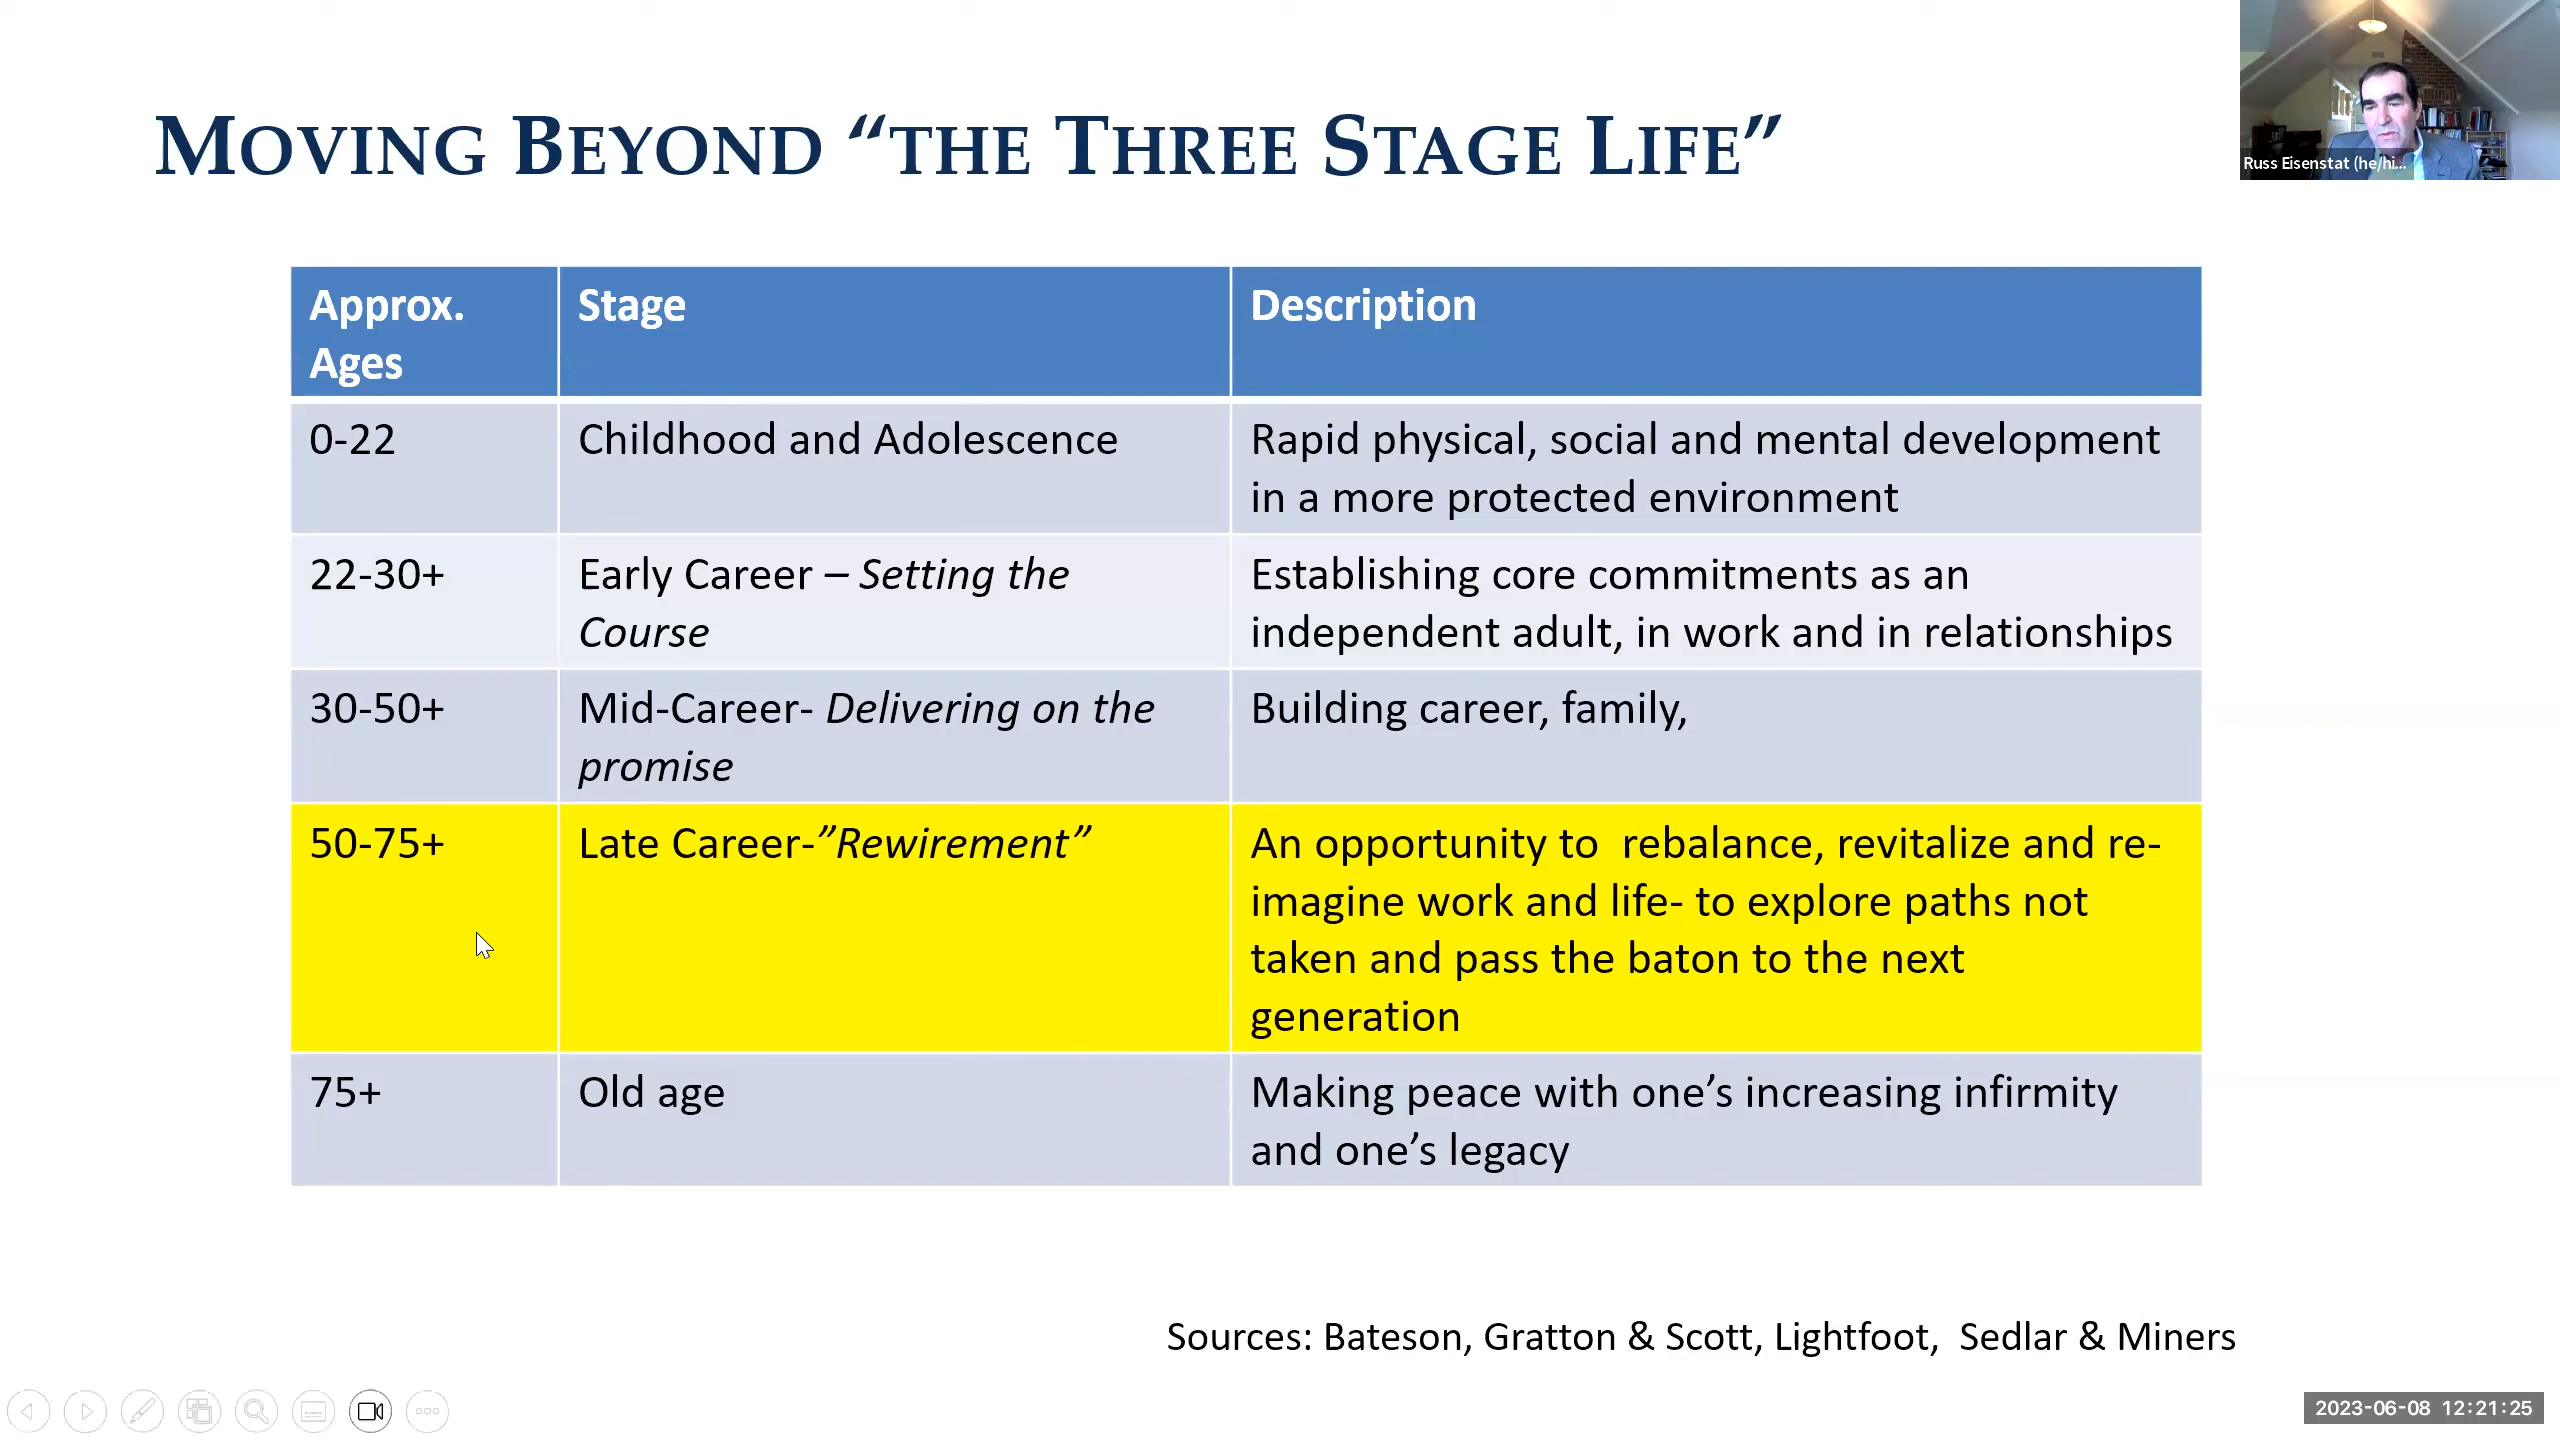 MOVING BEYOND “THE THREE STAGE LIFE”
Russ Eisenstat (he/hi...
Approx.
Ages
Stage
Description
0-22
Childhood and Adolescence
Rapid physical, social and mental development
in a more protected environment
22-30+
Early Career – Setting the
Course
Establishing core commitments as an
independent adult, in work and in relationships
30-50+
Mid-Career- Delivering on the
promise
Building career, family,
50-75+
Late Career-”Rewirement”
An opportunity to  rebalance, revitalize and re-
imagine work and life- to explore paths not
taken and pass the baton to the next
generation
75+
Old age
Making peace with one’s increasing infirmity
and one’s legacy
Sources: Bateson, Gratton & Scott, Lightfoot,  Sedlar & Miners
2023-06-08 12:21:25